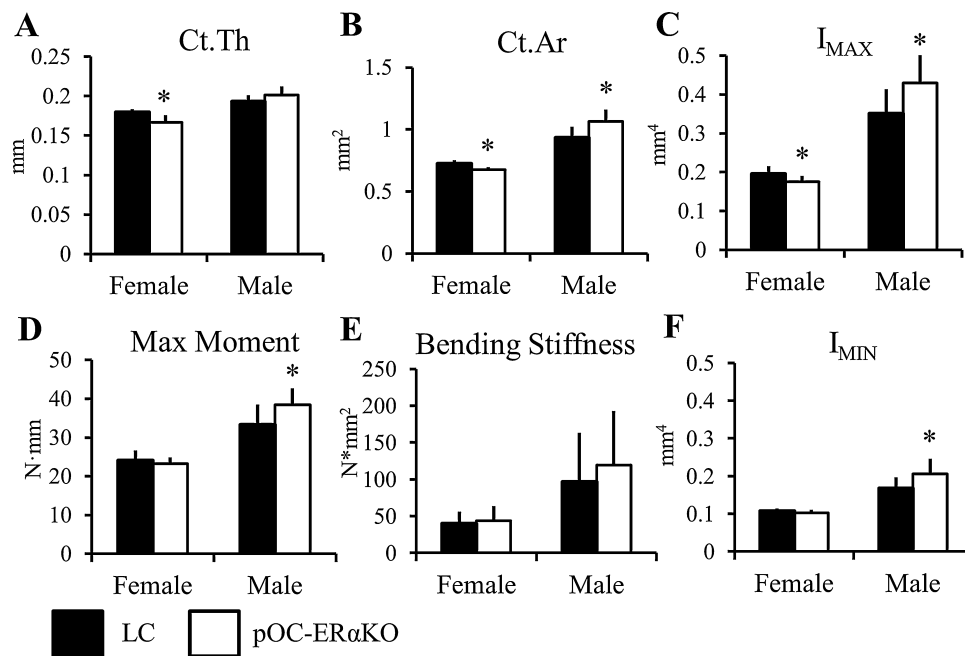 A
Ct.Th
0.25
0.2
0.15
0.1
0.05
0
mm
*
Female
Male
B
Ct.Ar
1.5
1
0.5
0
mm²
*
*
Female
Male
C
I_MAX
0.5
0.4
0.3
0.2
0.1
0
mm⁴
*
*
Female
Male
D
Max Moment
50
40
30
20
10
0
N·mm
*
Female
Male
E
Bending Stiffness
250
200
150
100
50
0
N*mm²
Female
Male
F
I_MIN
0.5
0.4
0.3
0.2
0.1
0
mm⁴
*
Female
Male
LC
pOC-ERαKO